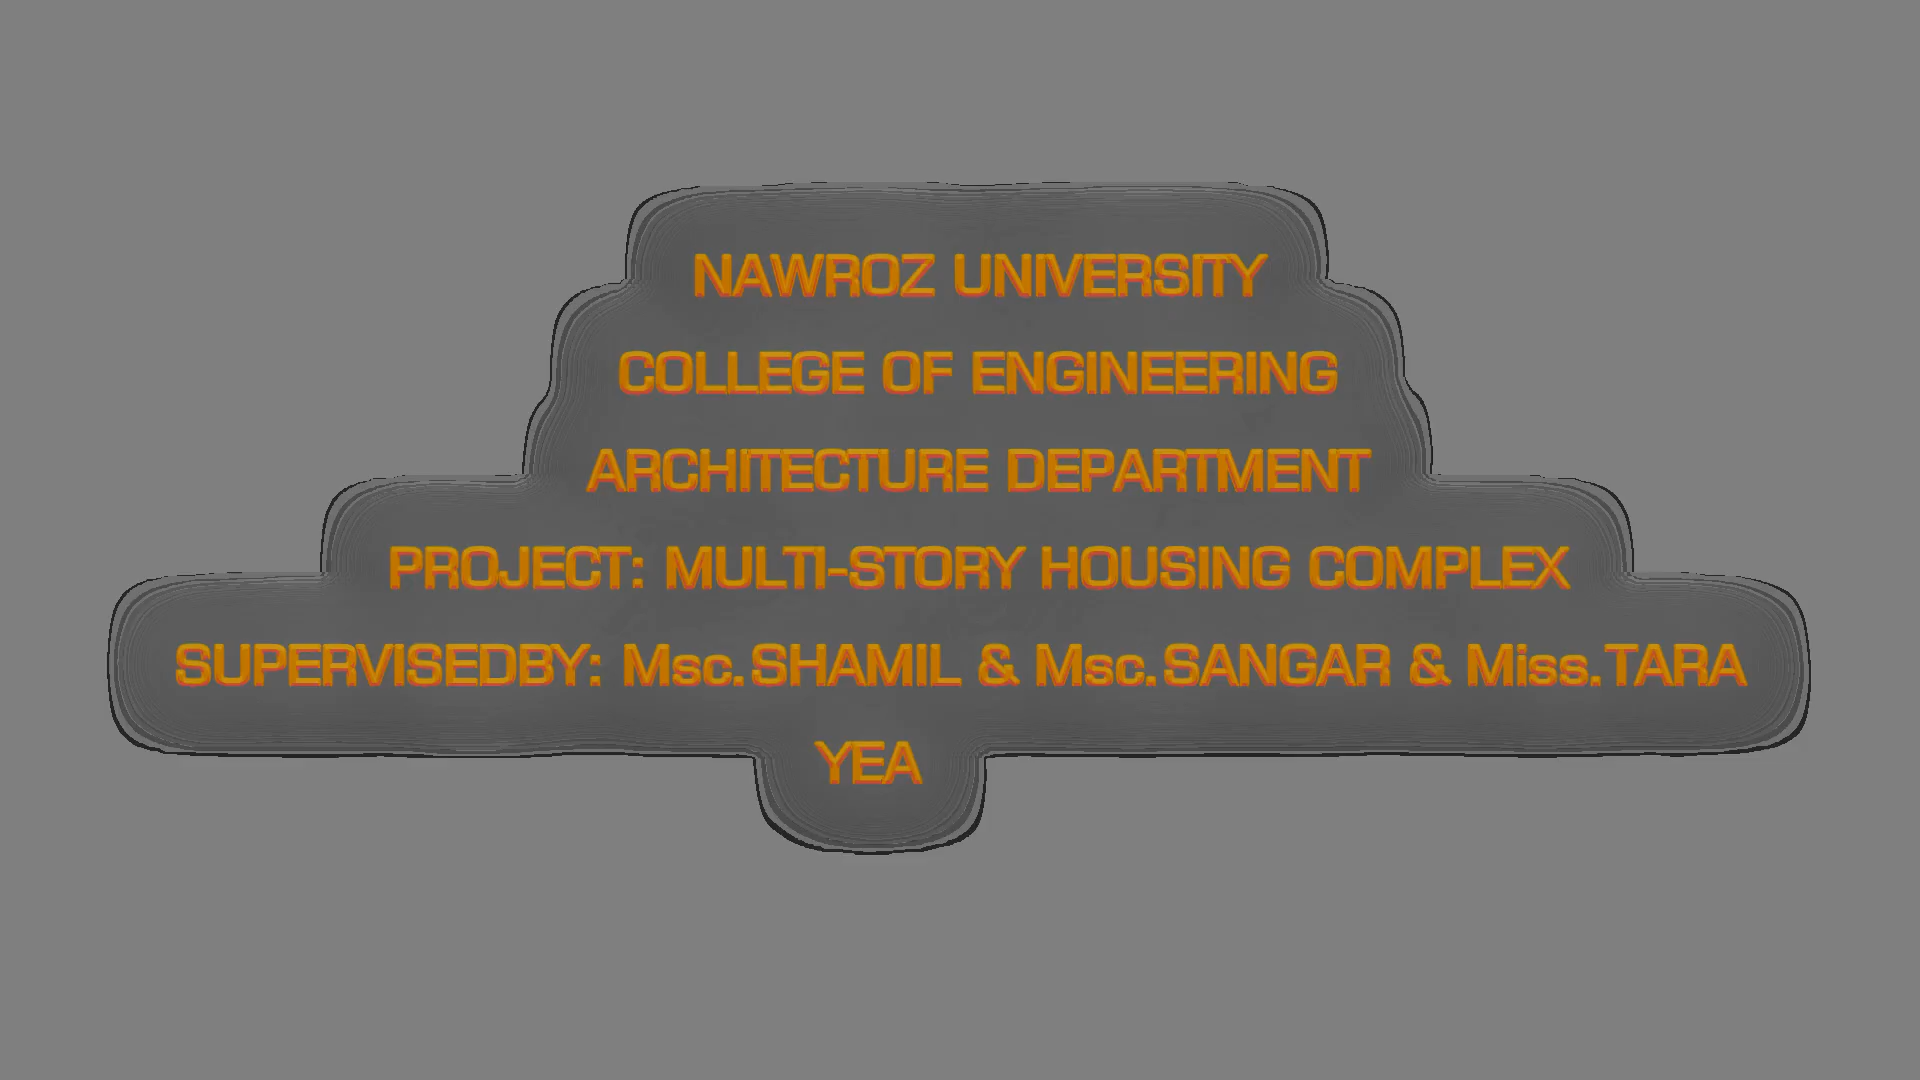 NAWROZ UNIVERSITY
COLLEGE OF ENGINEERING
ARCHITECTURE DEPARTMENT
PROJECT: MULTI-STORY HOUSING COMPLEX
SUPERVISEDBY: Msc.SHAMIL & Msc.SANGAR & Miss.TARA
YEA